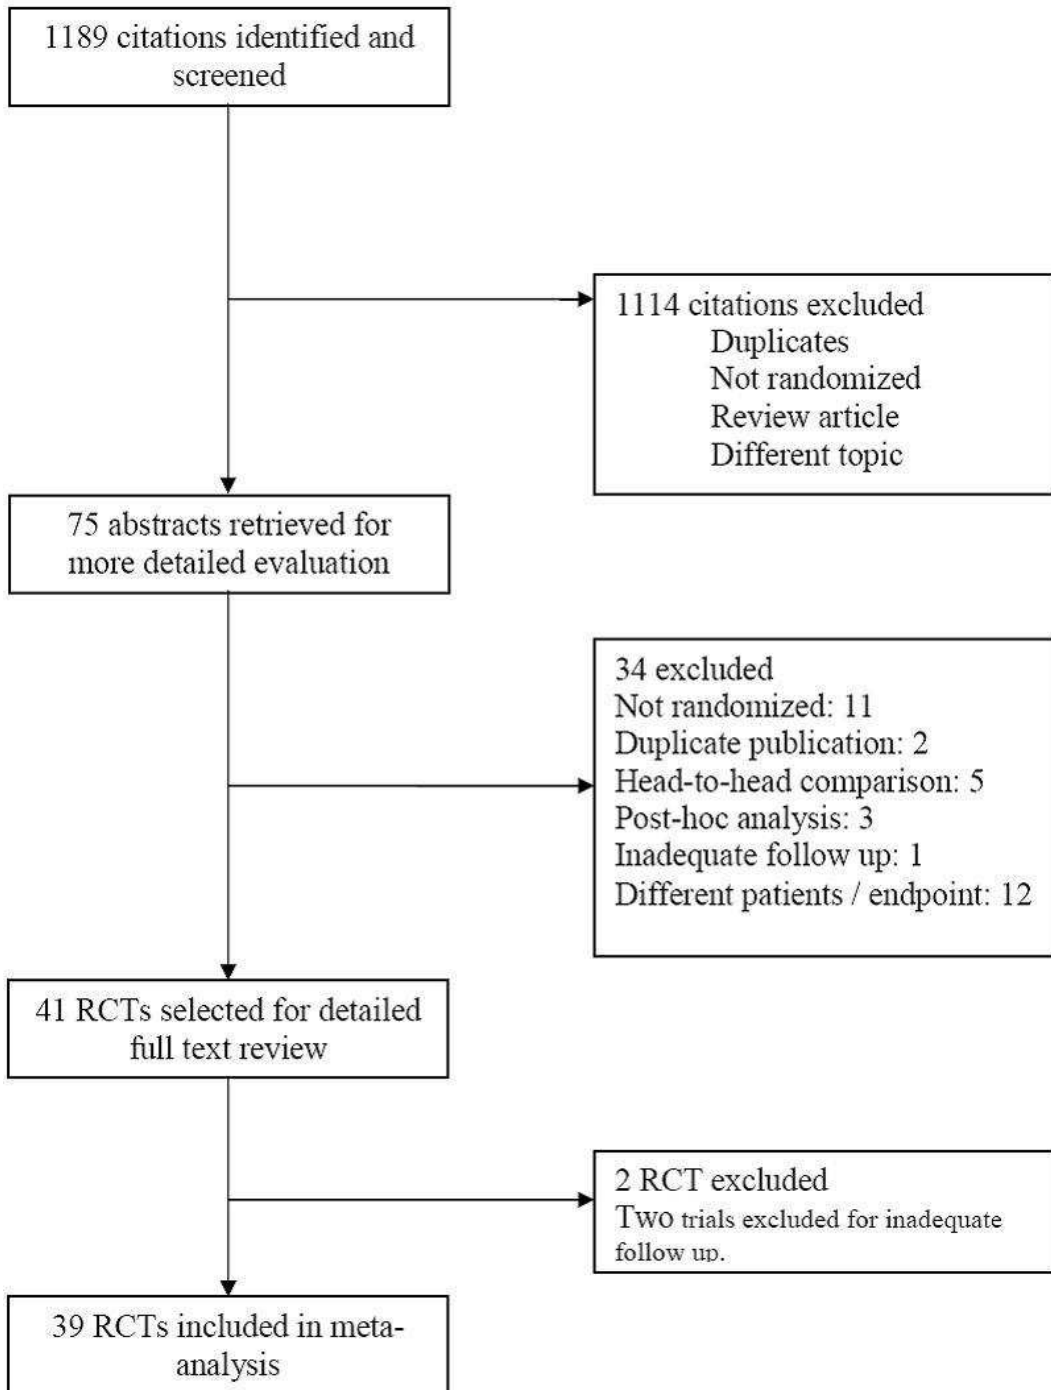 1189 citations identified and
screened
1114 citations excluded
Duplicates
Not randomized
Review article
Different topic
75 abstracts retrieved for
more detailed evaluation
34 excluded
Not randomized: 11
Duplicate publication: 2
Head-to-head comparison: 5
Post-hoc analysis: 3
Inadequate follow up: 1
Different patients / endpoint: 12
41 RCTs selected for detailed
full text review
2 RCT excluded
Two trials excluded for inadequate
follow up.
39 RCTs included in meta-
analysis